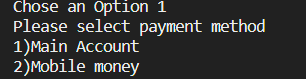 Chose an Option 1
Please select payment method
1)Main Account
2)Mobile money